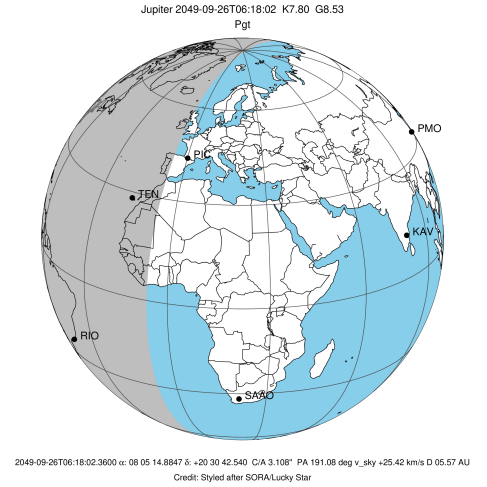 Jupiter 2049-09-26T06:18:02 K7.80 G8.53
Pgt
PMO
PIC
TEN
KAV
RIO
SAAO
2049-09-26T06:18:02.3600 α: 08 05 14.8847 δ: +20 30 42.540 C/A 3.108" PA 191.08 deg v_sky +25.42 km/s D 05.57 AU
Credit: Styled after SORA/Lucky Star